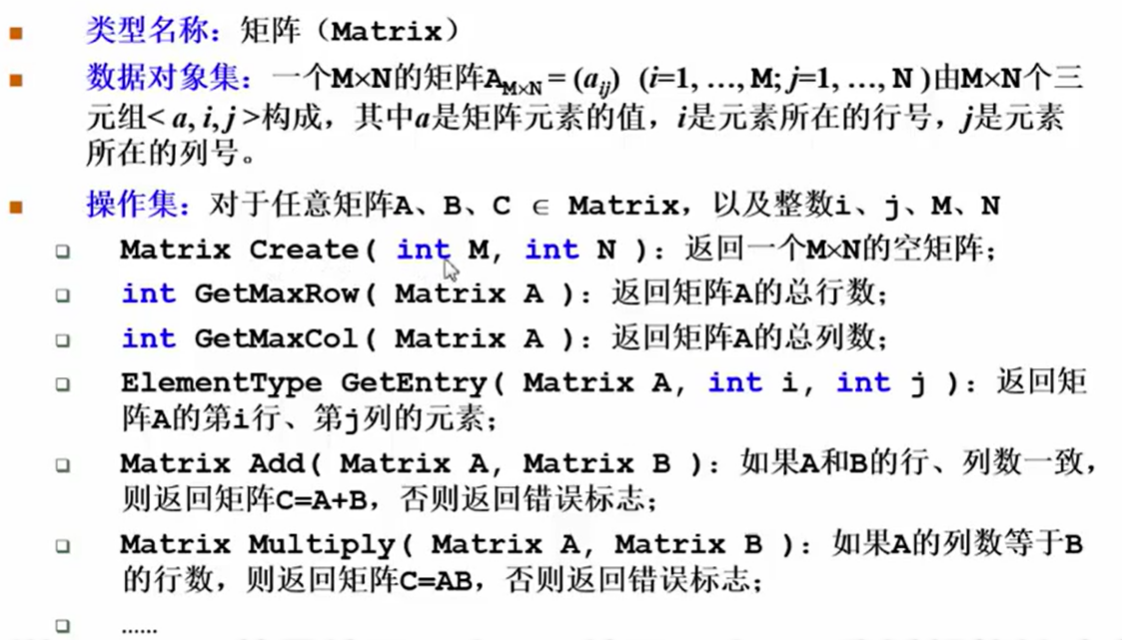 类型名称：矩阵（Matrix）
数据对象集：一个M×N的矩阵A_M×N = (a_ij) (i=1, …, M; j=1, …, N )由M×N个三
元组< a, i, j >构成，其中a是矩阵元素的值，i是元素所在的行号，j是元素
所在的列号。
操作集：对于任意矩阵A、B、C ∈ Matrix，以及整数i、j、M、N
Matrix Create( int M, int N )：返回一个M×N的空矩阵；
int GetMaxRow( Matrix A )：返回矩阵A的总行数；
int GetMaxCol( Matrix A )：返回矩阵A的总列数；
ElementType GetEntry( Matrix A, int i, int j )：返回矩
阵A的第i行、第j列的元素；
Matrix Add( Matrix A, Matrix B )：如果A和B的行、列数一致，
则返回矩阵C=A+B，否则返回错误标志；
Matrix Multiply( Matrix A, Matrix B )：如果A的列数等于B
的行数，则返回矩阵C=AB，否则返回错误标志；
……